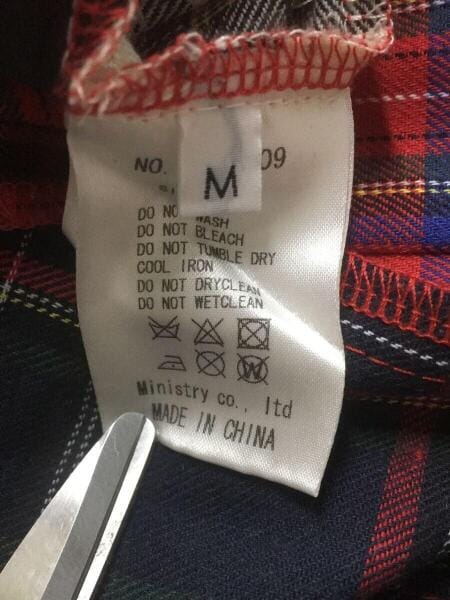 NO. 09
M
DO NO WASH
DO NOT BLEACH
DO NOT TUMBLE DRY
COOL IRON
DO NOT DRYCLEAN
DO NOT WETCLEAN
W
Ministry co., ltd
MADE IN CHINA